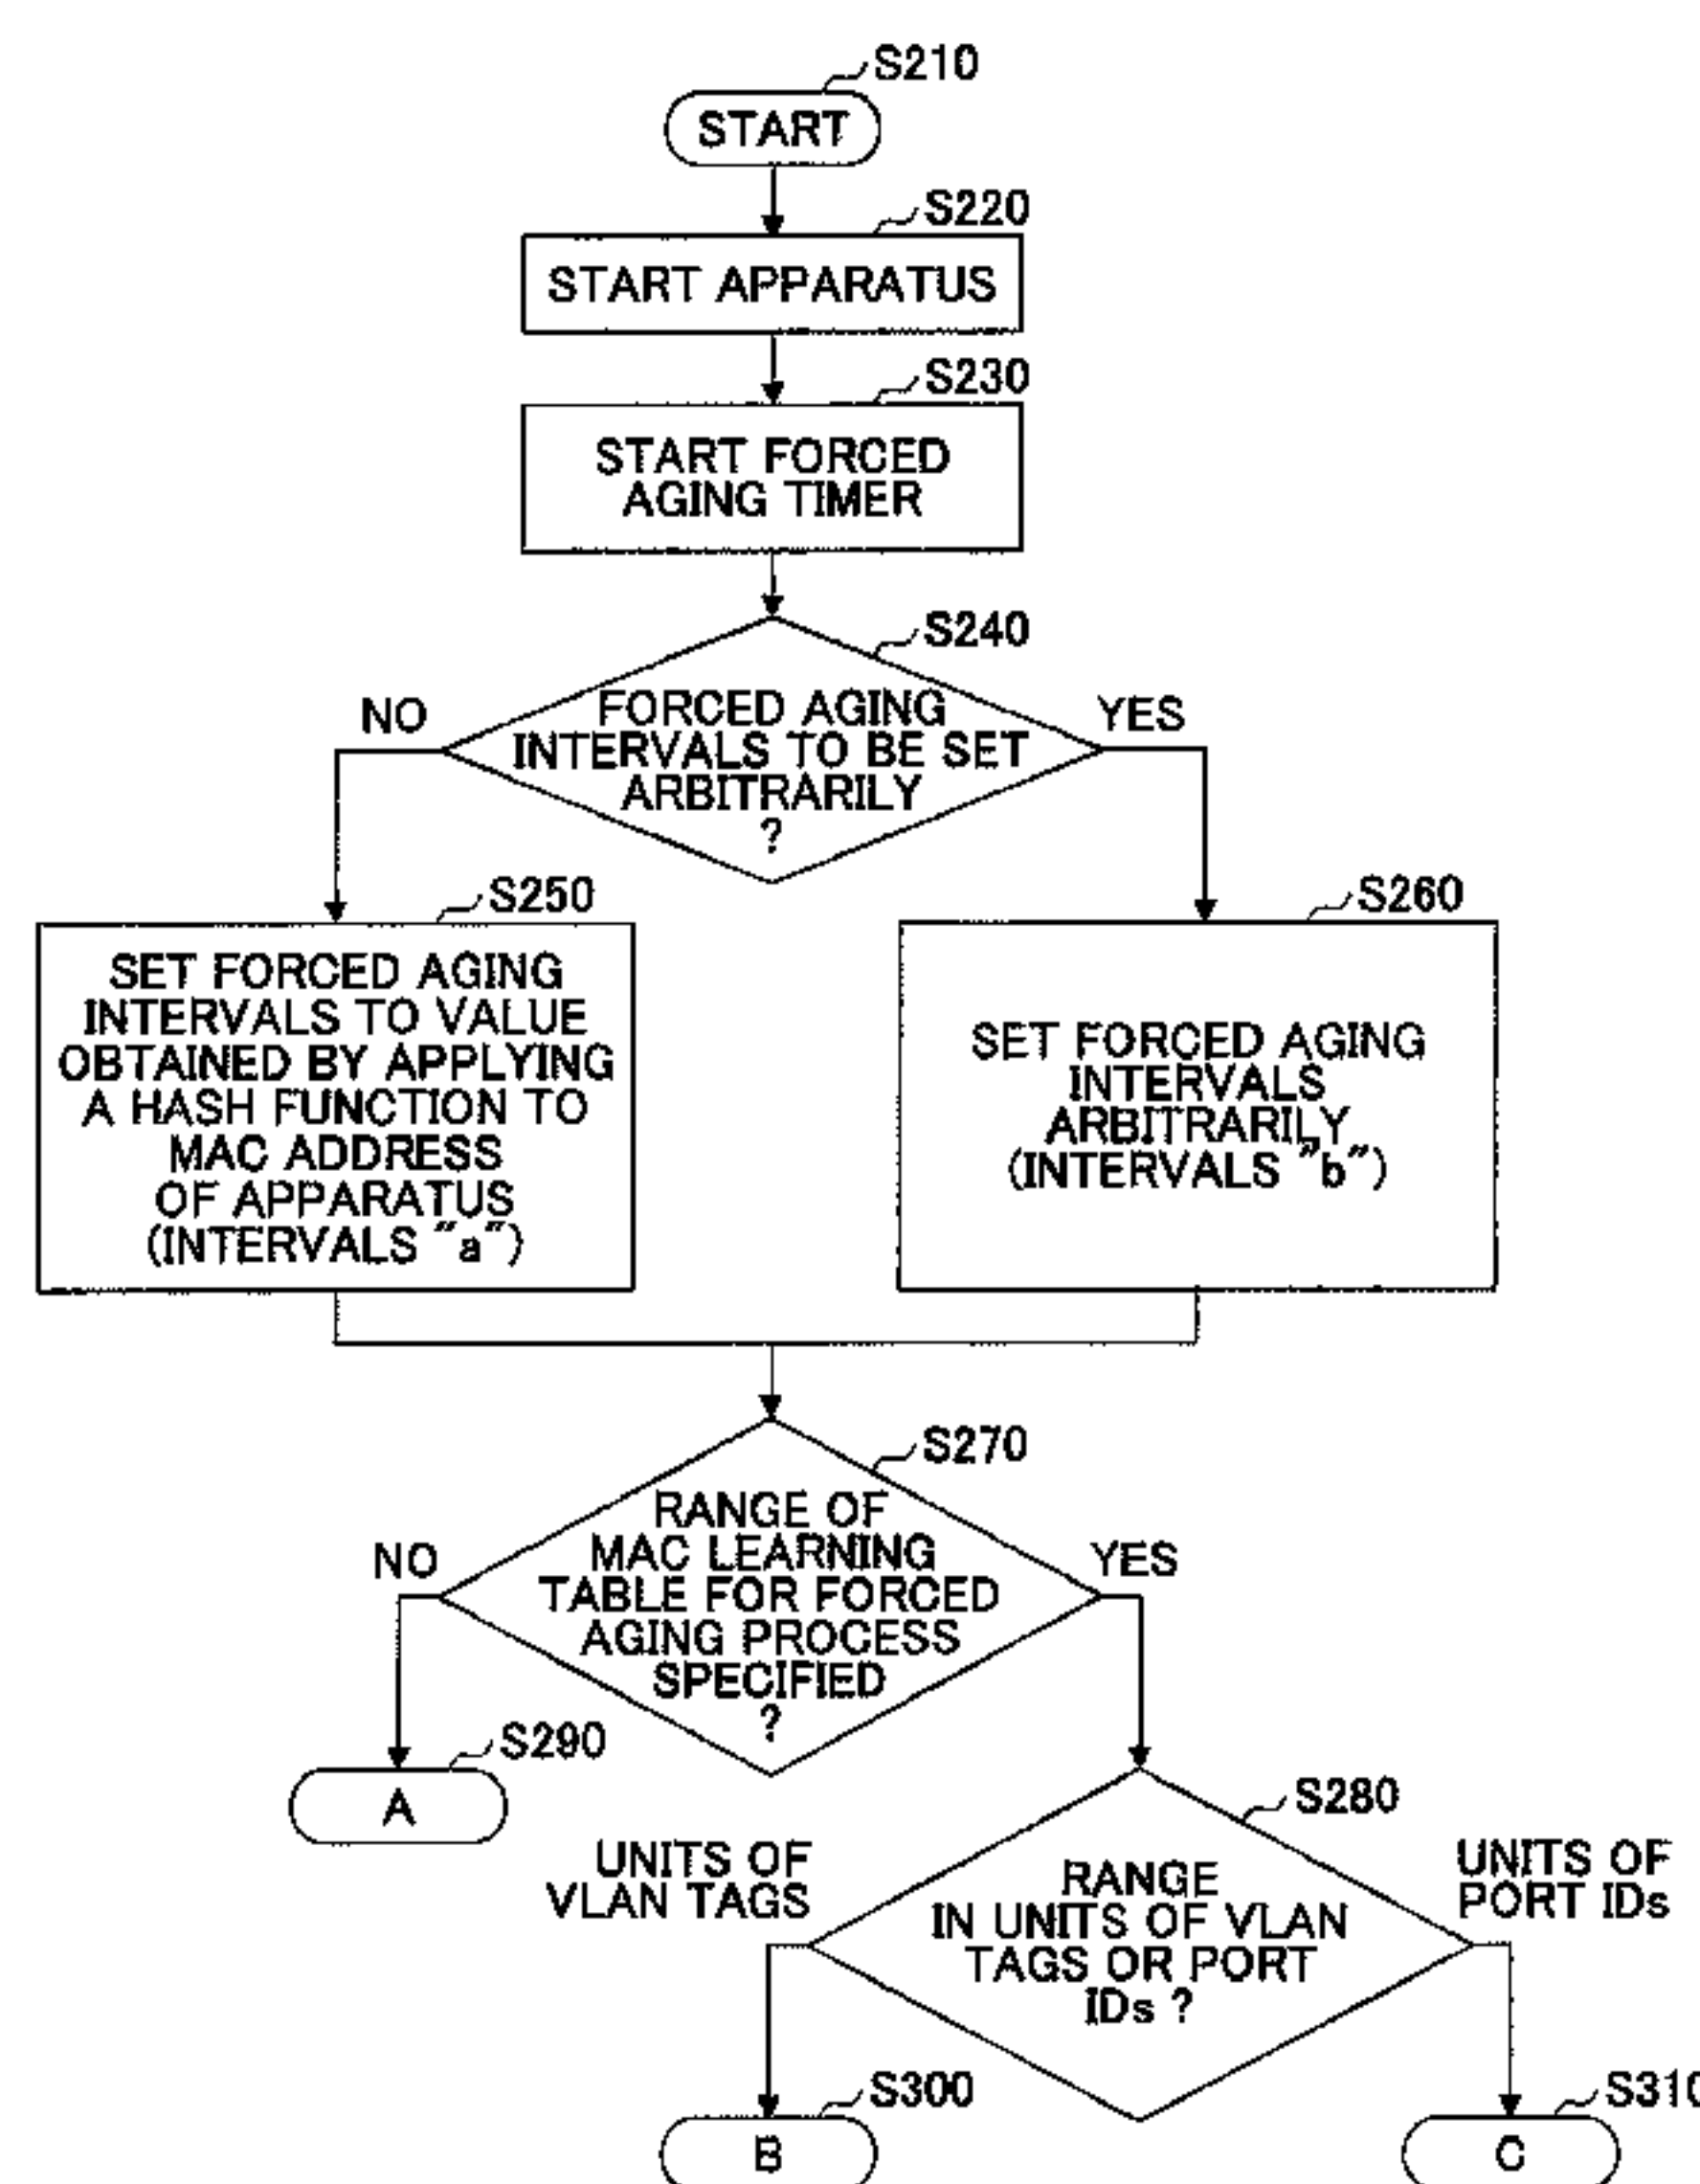 S210
START
S220
START APPARATUS
S230
START FORCED
AGING TIMER
S240
NO
FORCED AGING
INTERVALS TO BE SET
ARBITRARILY
?
YES
S250
SET FORCED AGING
INTERVALS TO VALUE
OBTAINED BY APPLYING
A HASH FUNCTION TO
MAC ADDRESS
OF APPARATUS
(INTERVALS "a")
S260
SET FORCED AGING
INTERVALS
ARBITRARILY
(INTERVALS "b")
S270
NO
RANGE OF
MAC LEARNING
TABLE FOR FORCED
AGING PROCESS
SPECIFIED
?
YES
S290
A
S280
UNITS OF
VLAN TAGS
RANGE
IN UNITS OF VLAN
TAGS OR PORT
IDs ?
UNITS OF
PORT IDs
S300
B
S310
C